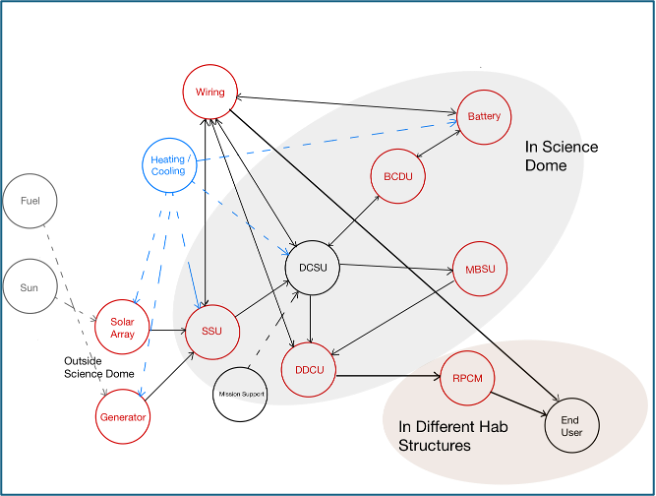 Wiring
Battery
In Science
Dome
Heating /
Cooling
BCDU
Fuel
DCSU
MBSU
Sun
Solar
Array
SSU
Outside
Science Dome
DDCU
RPCM
Mission Support
Generator
In Different Hab
Structures
End
User